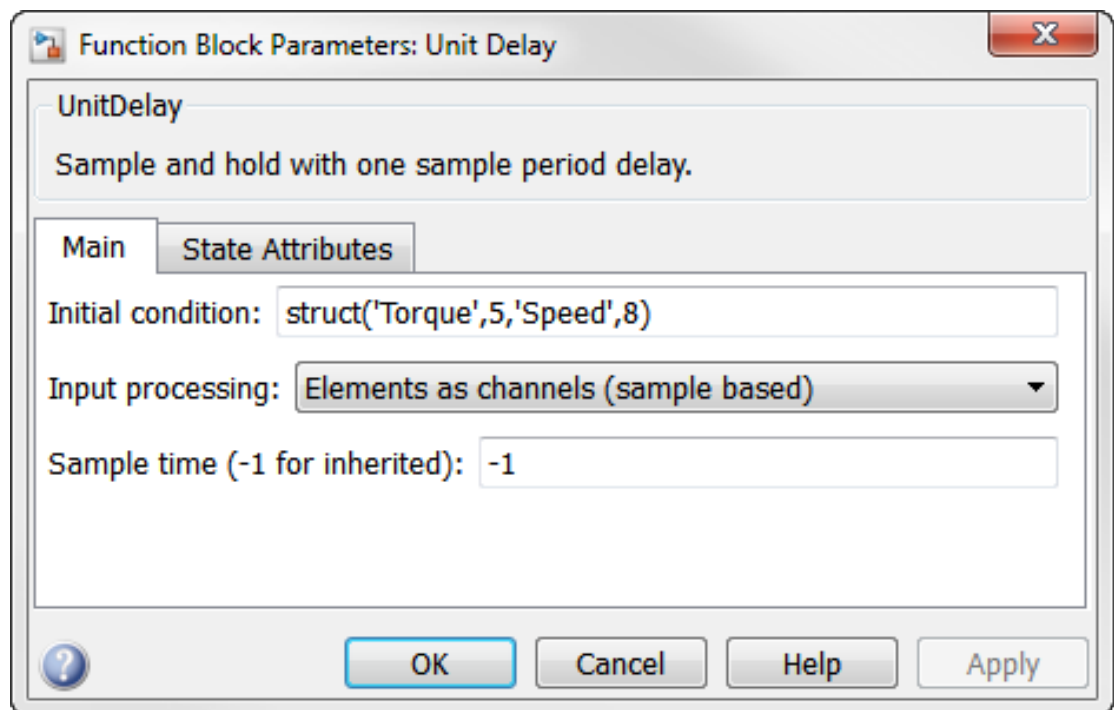 Function Block Parameters: Unit Delay
UnitDelay
Sample and hold with one sample period delay.
Main State Attributes
Initial condition: struct('Torque',5,'Speed',8)
Input processing: Elements as channels (sample based)
Sample time (-1 for inherited): -1
OK Cancel Help Apply